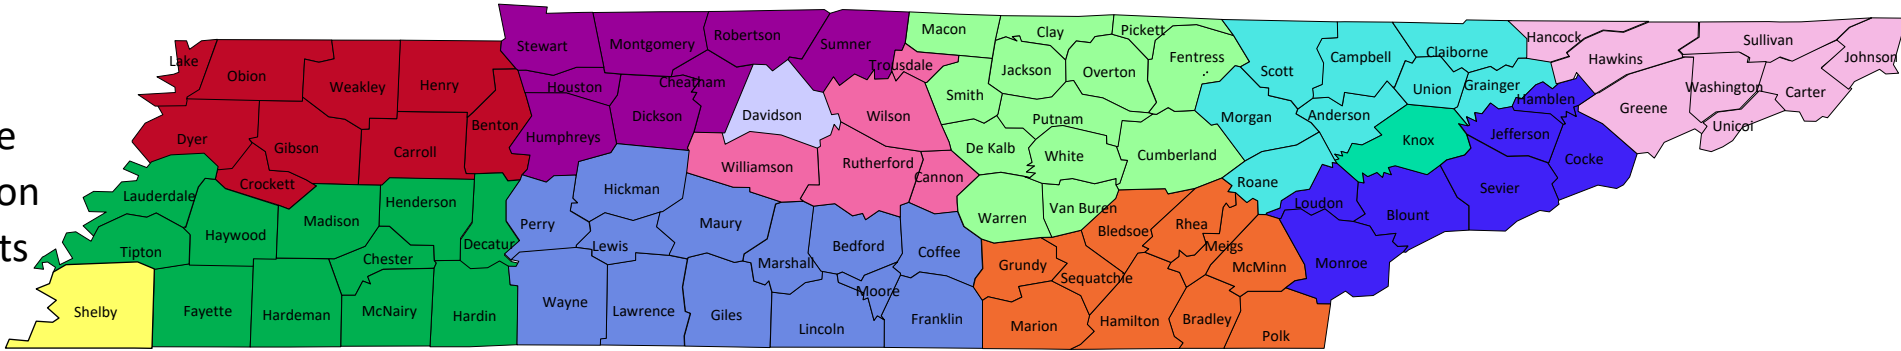 e
on
ts
Lake
Obion
Weakley
Henry
Dyer
Gibson
Carroll
Benton
Crockett
Lauderdale
Tipton
Haywood
Madison
Henderson
Decatur
Chester
Shelby
Fayette
Hardeman
McNairy
Hardin
Stewart
Montgomery
Robertson
Sumner
Houston
Cheatham
Dickson
Humphreys
Davidson
Trousdale
Wilson
Williamson
Rutherford
Cannon
Hickman
Perry
Lewis
Maury
Marshall
Bedford
Coffee
Moore
Wayne
Lawrence
Giles
Lincoln
Franklin
Macon
Clay
Pickett
Jackson
Overton
Fentress
Smith
Putnam
De Kalb
White
Cumberland
Warren
Van Buren
Bledsoe
Rhea
Meigs
McMinn
Grundy
Sequatchie
Marion
Hamilton
Bradley
Polk
Scott
Campbell
Claiborne
Union
Grainger
Morgan
Anderson
Roane
Knox
Loudon
Blount
Monroe
Sevier
Cocke
Jefferson
Hamblen
Hancock
Hawkins
Sullivan
Johnson
Greene
Washington
Carter
Unicoi